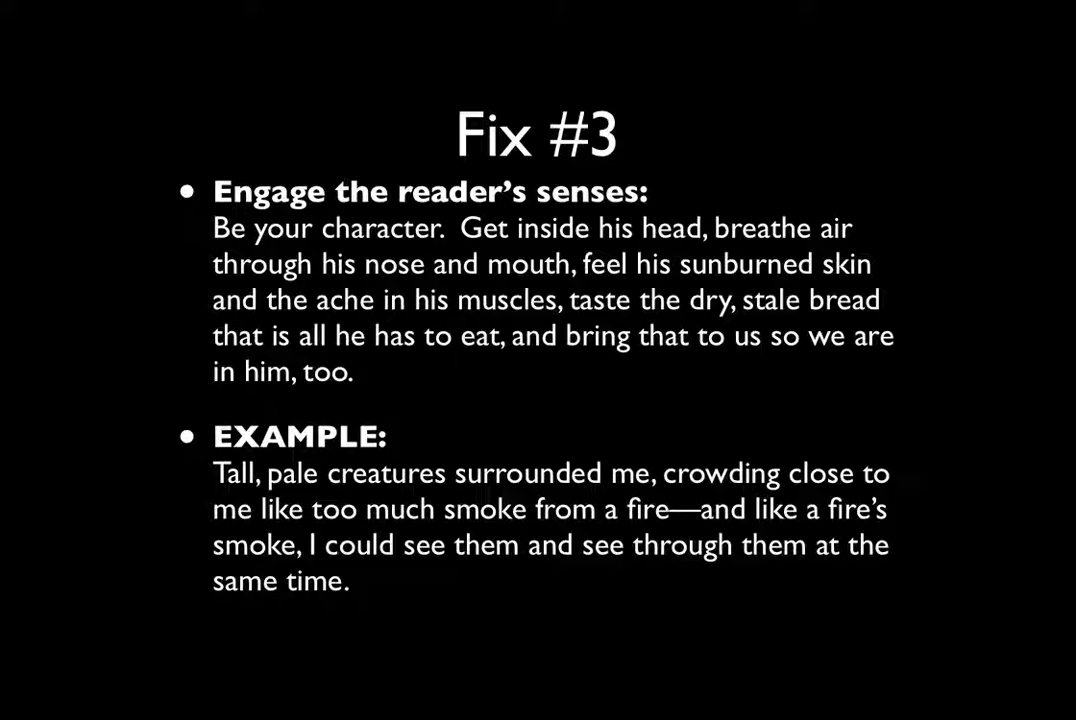 Fix #3
• Engage the reader's senses:
Be your character.  Get inside his head, breathe air
through his nose and mouth, feel his sunburned skin
and the ache in his muscles, taste the dry, stale bread
that is all he has to eat, and bring that to us so we are
in him, too.
• EXAMPLE:
Tall, pale creatures surrounded me, crowding close to
me like too much smoke from a fire—and like a fire's
smoke, I could see them and see through them at the
same time.